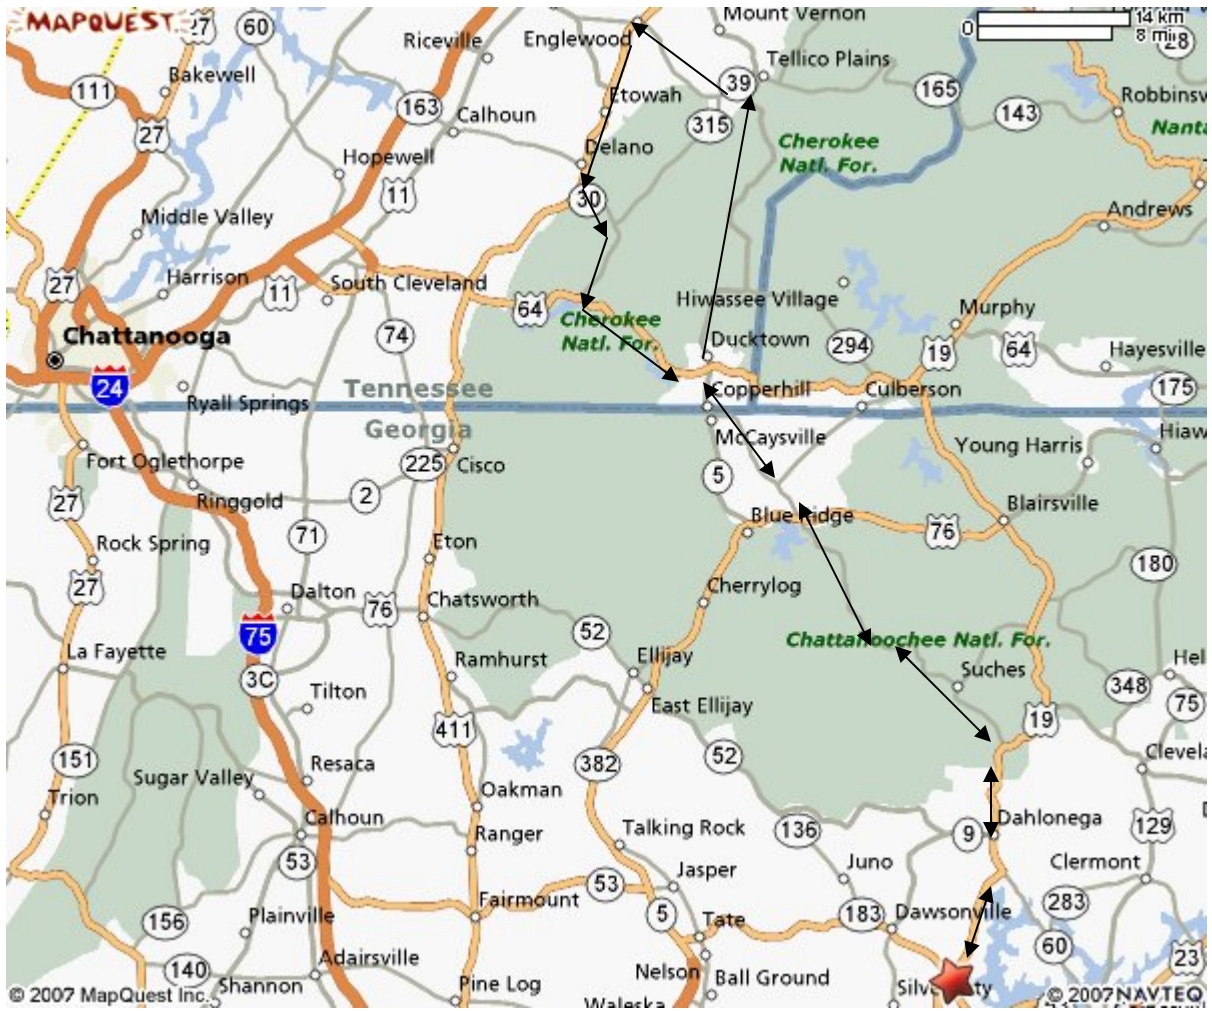 MAPQUEST
27
60
Riceville
Englewood
Mount Vernon
14 km
0
8 mi
28
Bakewell
Tellico Plains
39
111
163
Etowah
165
Robbinsv
Calhoun
315
143
27
Cherokee
Natl. For.
Nanta
Hopewell
Delano
11
30
Middle Valley
Andrews
Harrison
27
11
South Cleveland
64
Hiwassee Village
Murphy
Cherokee
Natl. For.
Chattanooga
74
Ducktown
294
19
64
Hayesville
24
Tennessee
Copperhill
Culberson
175
Ryall Springs
Georgia
McCaysville
Young Harris
Hiaw
Fort Oglethorpe
225
Cisco
5
27
Ringgold
2
Blue Ridge
Blairsville
Rock Spring
71
Eton
76
27
Cherrylog
180
Dalton
76
Chatsworth
75
52
Chattahoochee Natl. For.
La Fayette
Ramhurst
Ellijay
Suches
Hel
3C
Tilton
East Ellijay
348
75
411
19
151
382
52
Clevela
Sugar Valley
Resaca
Trion
Oakman
Calhoun
Ranger
Talking Rock
136
9
Dahlonega
129
53
Juno
Clermont
53
Jasper
156
Plainville
Fairmount
5
Tate
183
Dawsonville
283
60
23
140
Adairsville
Nelson
Ball Ground
Shannon
Pine Log
Waleska
© 2007 MapQuest Inc.
© 2007 NAVTEQ